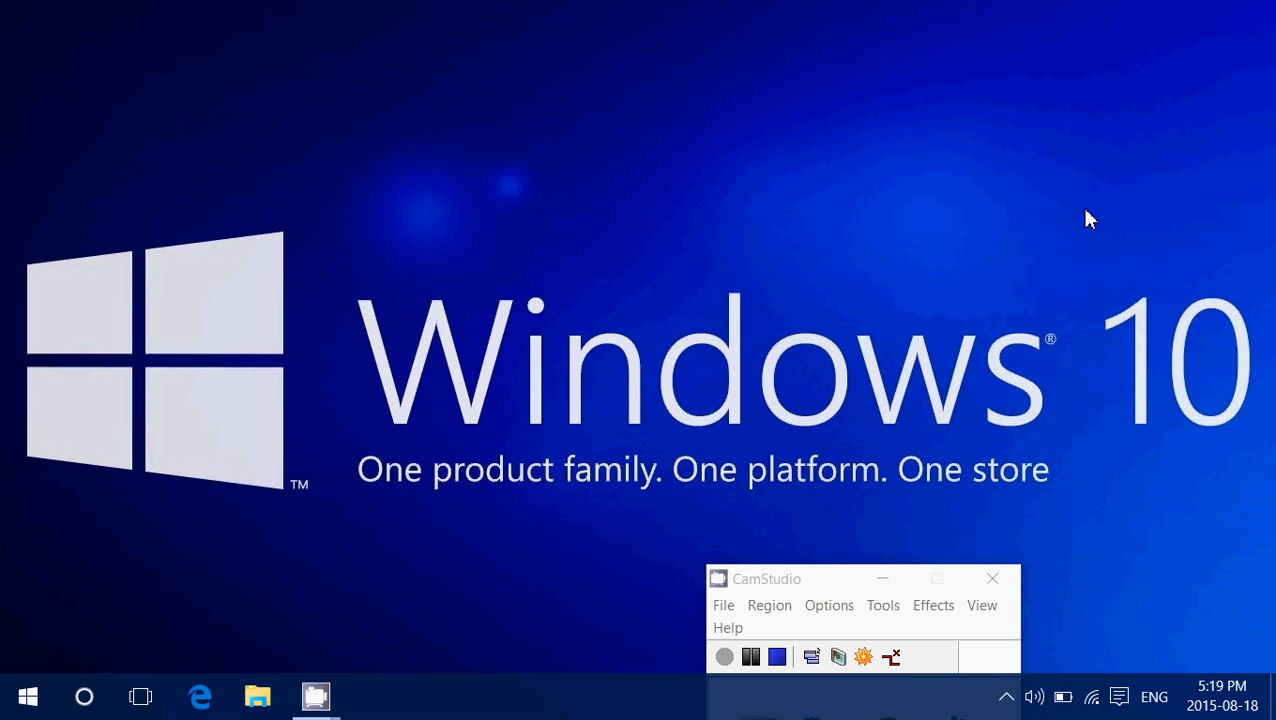 Windows® 10
™
One product family. One platform. One store
CamStudio
File Region Options Tools Effects View
Help
ENG
5:19 PM
2015-08-18